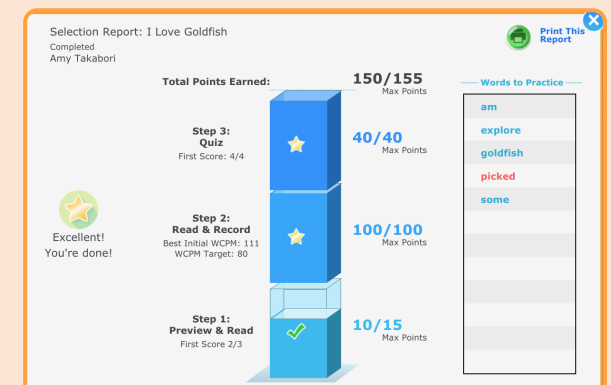 Selection Report: I Love Goldfish
Completed
Amy Takabori
Print This
Report
Total Points Earned:
150/155
Max Points
Step 3:
Quiz
First Score: 4/4
40/40
Max Points
Excellent!
You're done!
Step 2:
Read & Record
Best Initial WCPM: 111
WCPM Target: 80
100/100
Max Points
Step 1:
Preview & Read
First Score 2/3
10/15
Max Points
Words to Practice
am
explore
goldfish
picked
some